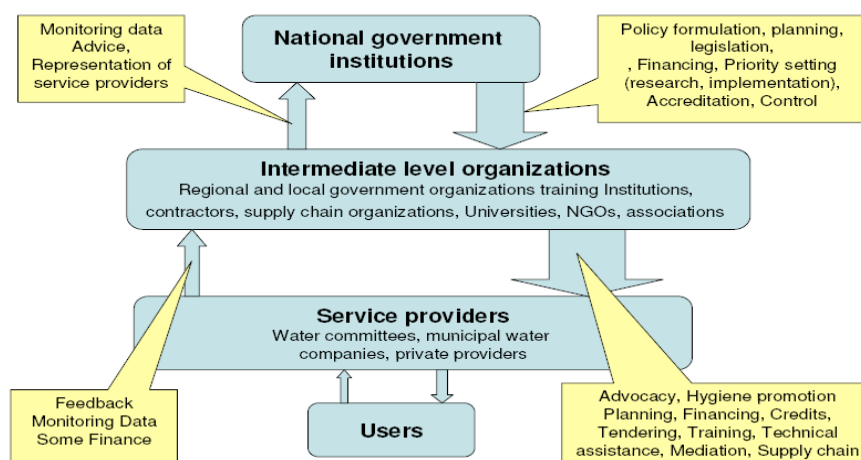 Monitoring data
Advice,
Representation of
service providers
National government
institutions
Policy formulation, planning,
legislation,
, Financing, Priority setting
(research, implementation),
Accreditation, Control
Intermediate level organizations
Regional and local government organizations training Institutions,
contractors, supply chain organizations, Universities, NGOs, associations
Service providers
Water committees, municipal water
companies, private providers
Feedback
Monitoring Data
Some Finance
Users
Advocacy, Hygiene promotion
Planning, Financing, Credits,
Tendering, Training, Technical
assistance, Mediation, Supply chain